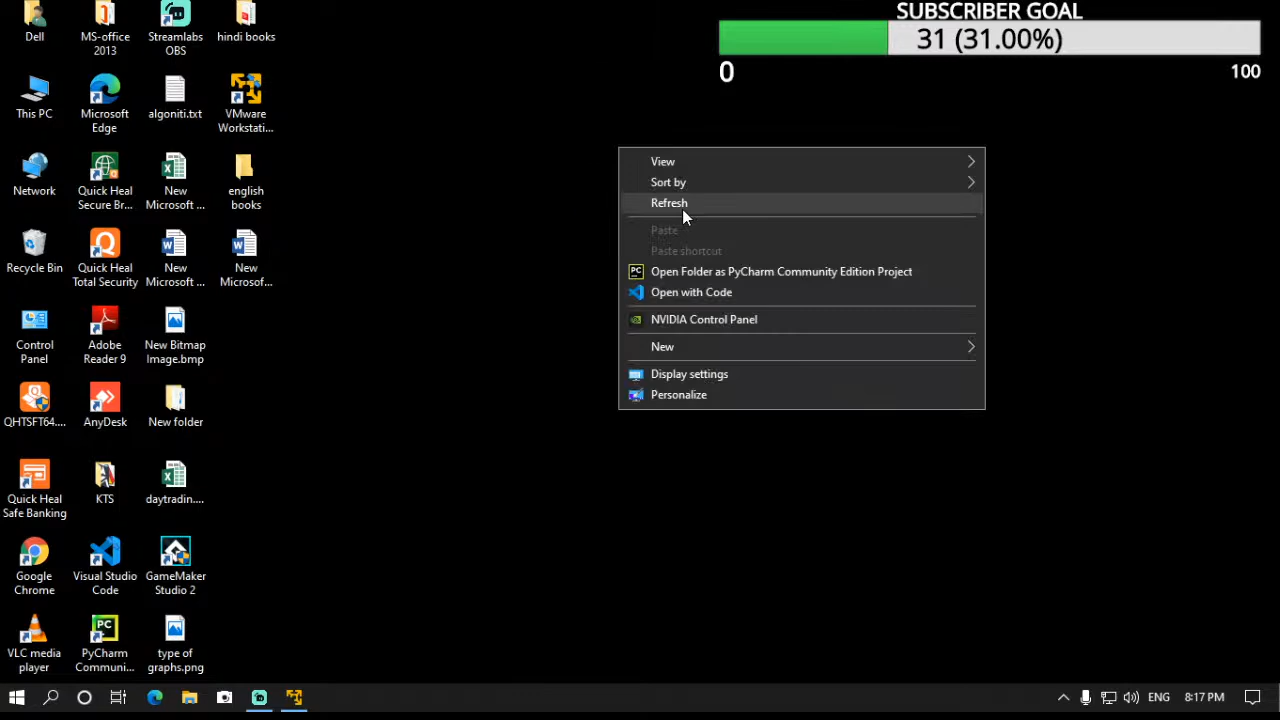 SUBSCRIBER GOAL
31 (31.00%)
0
100
Dell
MS-office
2013
Streamlabs
OBS
hindi books
This PC
Microsoft
Edge
algoniti.txt
VMware
Workstati...
Network
Quick Heal
Secure Br...
New
Microsoft ...
english
books
Recycle Bin
Quick Heal
Total Security
New
Microsoft ...
New
Microsof...
Control
Panel
Adobe
Reader 9
New Bitmap
Image.bmp
QHTSFT64....
AnyDesk
New folder
Quick Heal
Safe Banking
KTS
daytradin....
Google
Chrome
Visual Studio
Code
GameMaker
Studio 2
VLC media
player
PC
PyCharm
Communi...
type of
graphs.png
View
Sort by
Refresh
Paste
Paste shortcut
PC
Open Folder as PyCharm Community Edition Project
Open with Code
NVIDIA Control Panel
New
Display settings
Personalize
ENG
8:17 PM